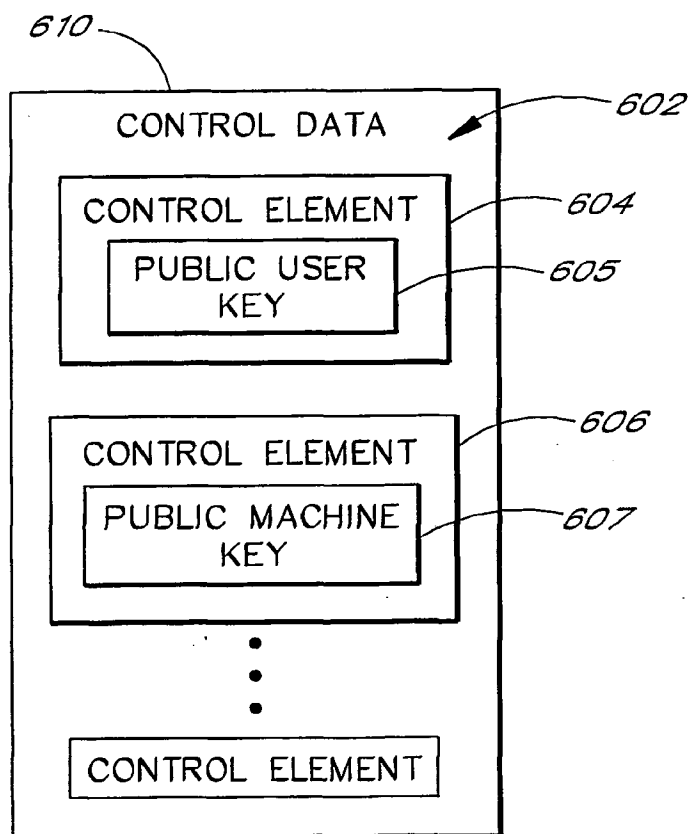 610
CONTROL DATA
602
CONTROL ELEMENT
604
PUBLIC USER
KEY
605
606
CONTROL ELEMENT
PUBLIC MACHINE
KEY
607
CONTROL ELEMENT